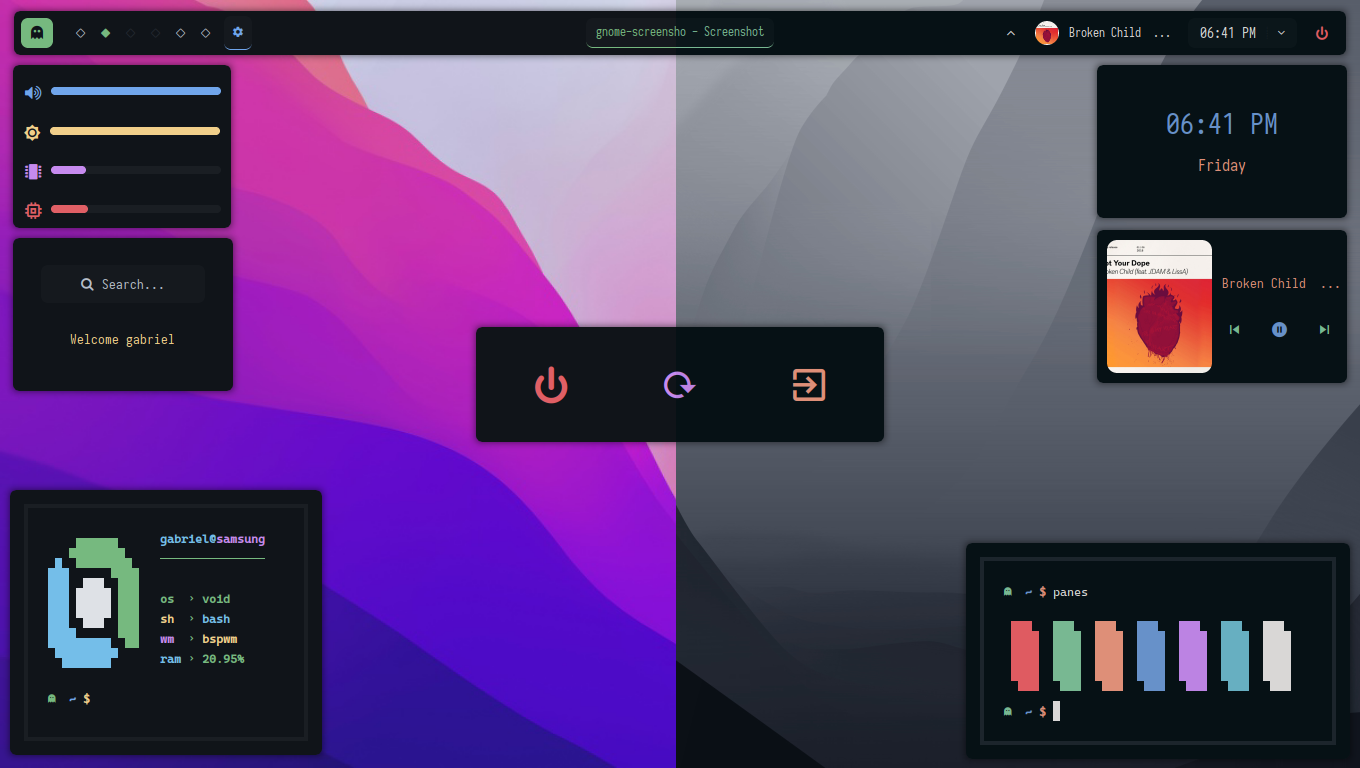 gnome-screensho – Screenshot
Broken Child ...
06:41 PM
06:41 PM
Friday
Search...
Welcome gabriel
ot Your Dope
oken Child (feat. JDAM & LissA)
Broken Child ...
gabriel@samsung
os › void
sh › bash
wm › bspwm
ram › 20.95%
~ $
~ $ panes
~ $